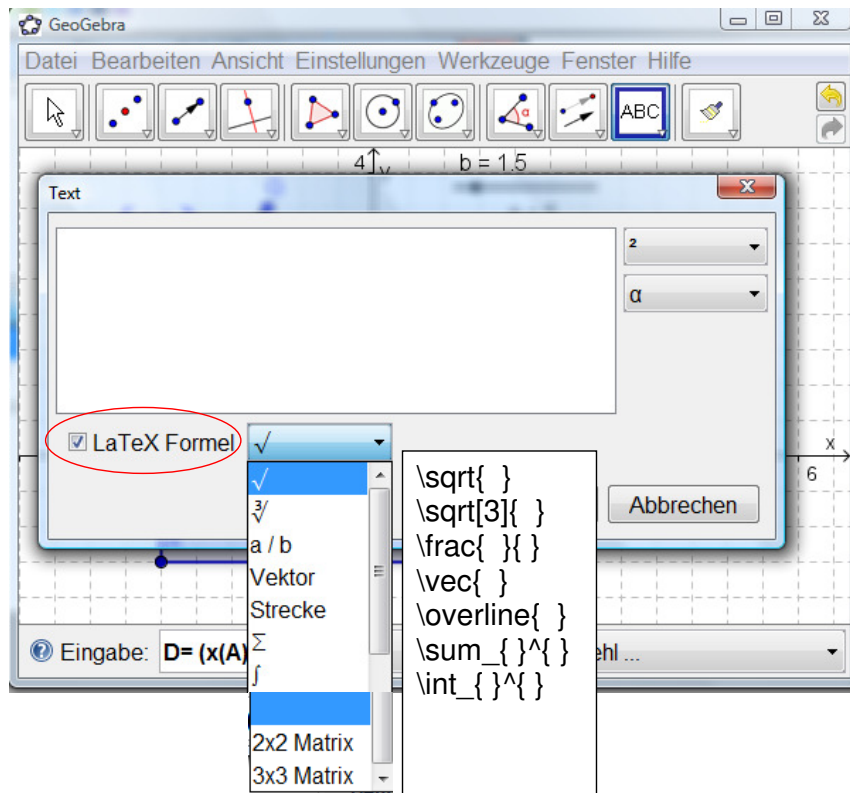 GeoGebra
Datei Bearbeiten Ansicht Einstellungen Werkzeuge Fenster Hilfe
α
ABC
4 y b = 1.5
Text
²
α
LaTeX Formel √
x
6
√
∛
a / b
Vektor
Strecke
Σ
∫
2x2 Matrix
3x3 Matrix
\sqrt{ }
\sqrt[3]{ }
\frac{ }{ }
\vec{ }
\overline{ }
\sum_{ }^{ }
\int_{ }^{ }
Abbrechen
Eingabe: D= (x(A)
ehl ...